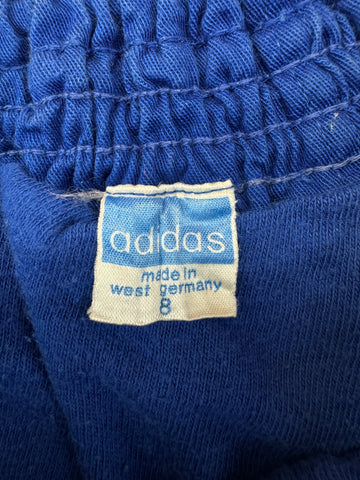 adidas
made in
west germany
8